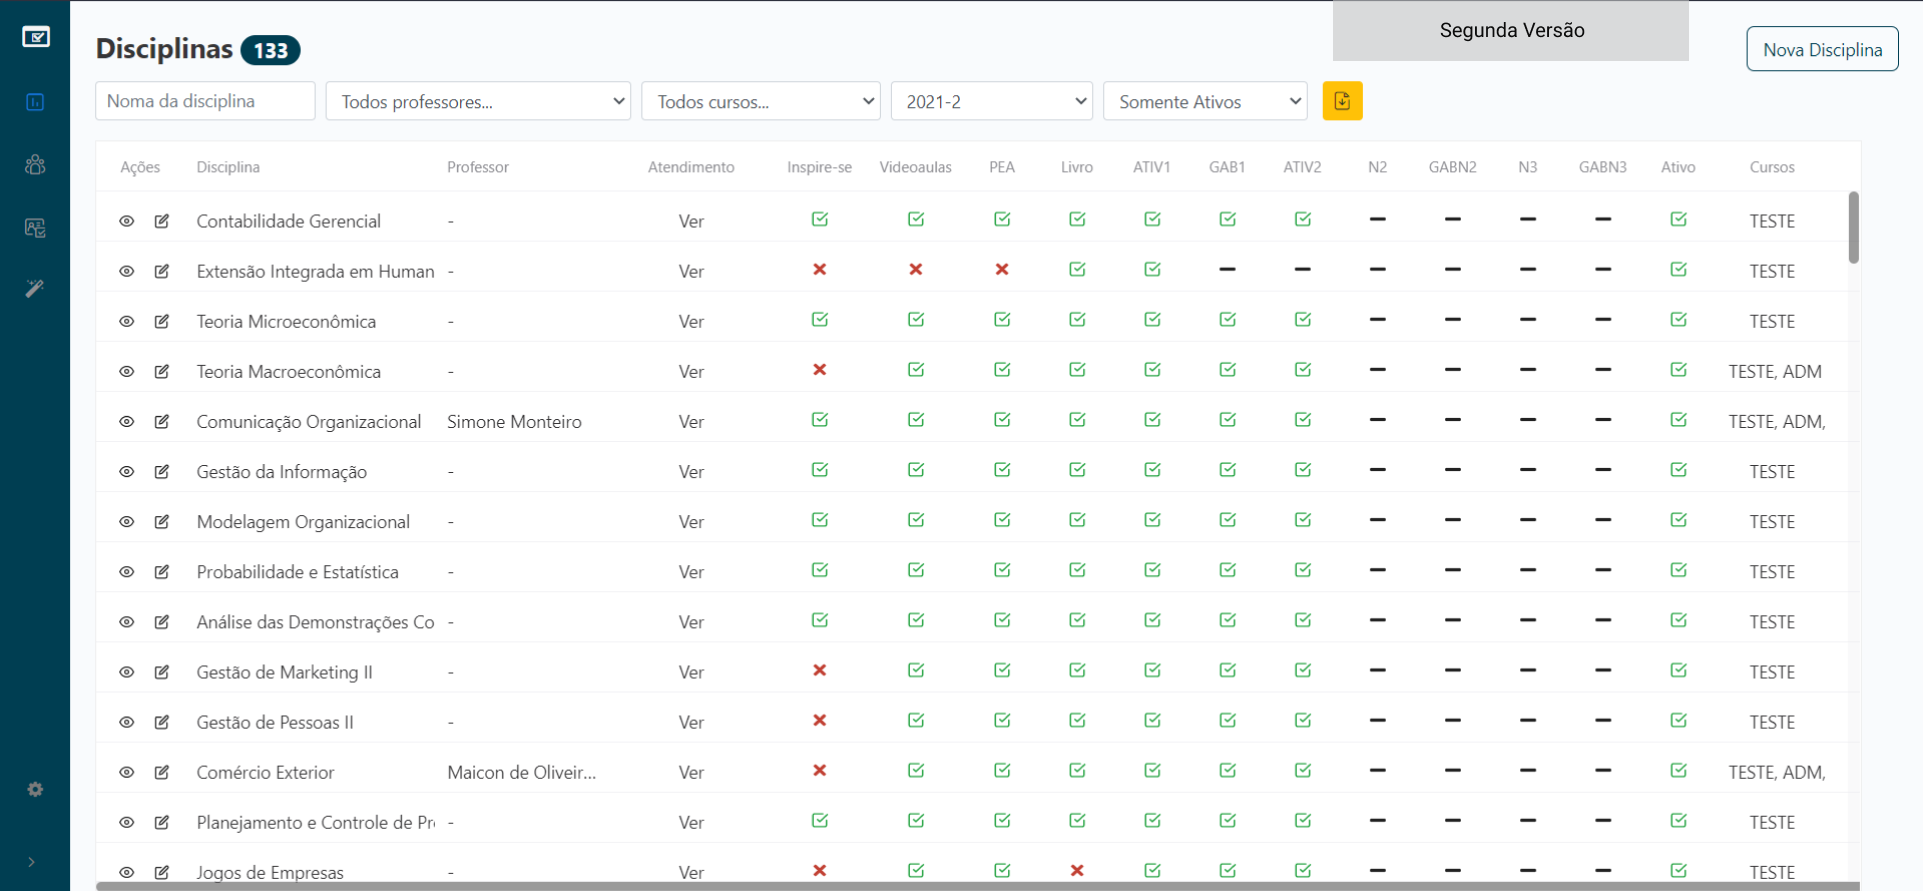 Segunda Versão
Disciplinas 133
Nova Disciplina
Noma da disciplina Todos professores... Todos cursos... 2021-2 Somente Ativos
Ações Disciplina Professor Atendimento Inspire-se Videoaulas PEA Livro ATIV1 GAB1 ATIV2 N2 GABN2 N3 GABN3 Ativo Cursos
Contabilidade Gerencial - Ver TESTE
Extensão Integrada em Human - Ver TESTE
Teoria Microeconômica - Ver TESTE
Teoria Macroeconômica - Ver TESTE, ADM
Comunicação Organizacional Simone Monteiro Ver TESTE, ADM,
Gestão da Informação - Ver TESTE
Modelagem Organizacional - Ver TESTE
Probabilidade e Estatística - Ver TESTE
Análise das Demonstrações Co - Ver TESTE
Gestão de Marketing II - Ver TESTE
Gestão de Pessoas II - Ver TESTE
Comércio Exterior Maicon de Oliveir... Ver TESTE, ADM,
Planejamento e Controle de Pr - Ver TESTE
Jogos de Empresas - Ver TESTE